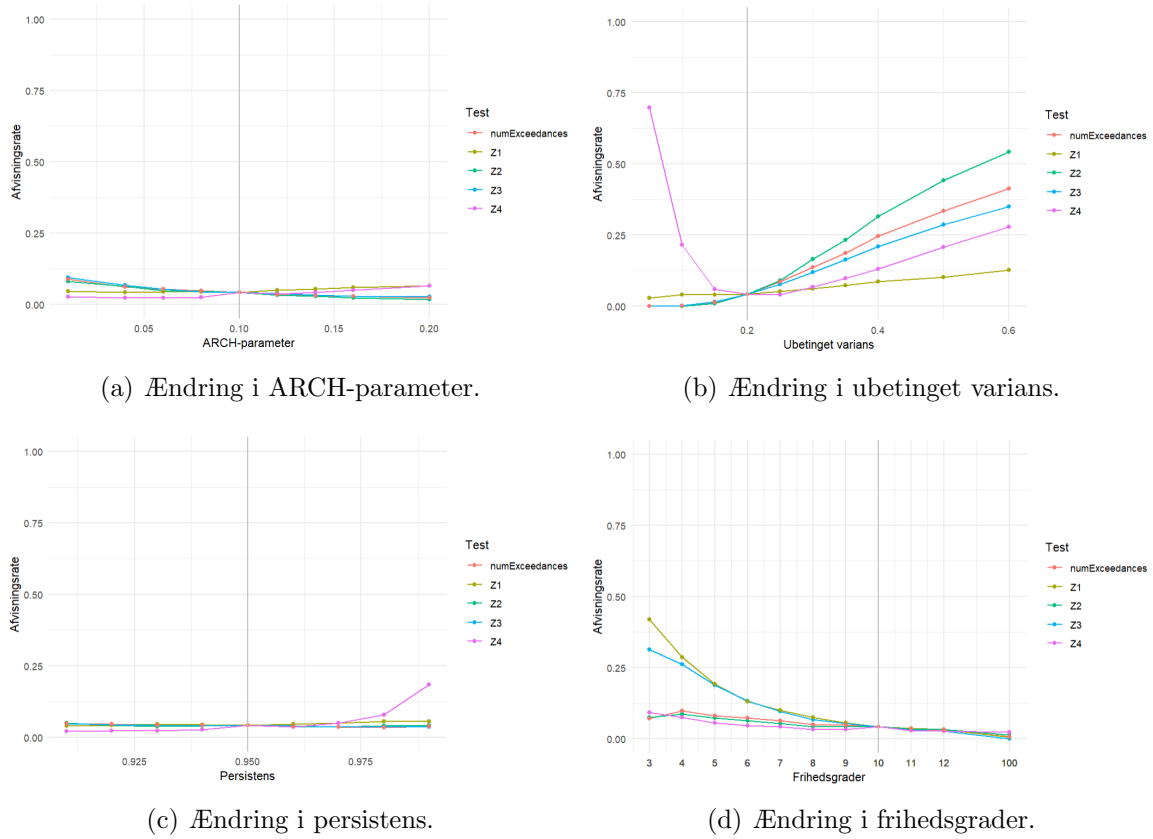 1.00
0.75
0.50
0.25
0.00
Afvisningsrate
0.05
0.10
0.15
0.20
ARCH-parameter
Test
numExceedances
Z1
Z2
Z3
Z4
(a) Ændring i ARCH-parameter.
1.00
0.75
0.50
0.25
0.00
Afvisningsrate
0.2
0.4
0.6
Ubetinget varians
Test
numExceedances
Z1
Z2
Z3
Z4
(b) Ændring i ubetinget varians.
1.00
0.75
0.50
0.25
0.00
Afvisningsrate
0.925
0.950
0.975
Persistens
Test
numExceedances
Z1
Z2
Z3
Z4
(c) Ændring i persistens.
1.00
0.75
0.50
0.25
0.00
Afvisningsrate
3
4
5
6
7
8
9
10
11
12
100
Frihedsgrader
Test
numExceedances
Z1
Z2
Z3
Z4
(d) Ændring i frihedsgrader.